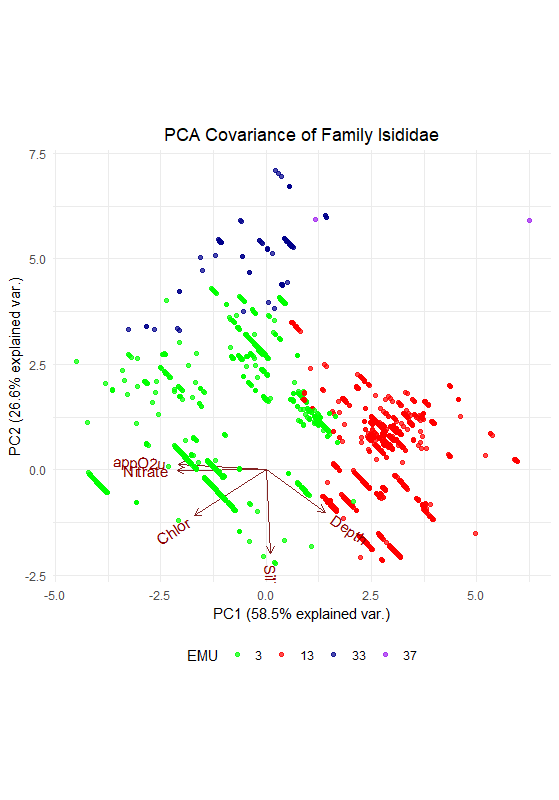 PCA Covariance of Family Isididae
7.5
5.0
2.5
0.0
-2.5
PC2 (26.6% explained var.)
appO2u
Nitrate
Chlor
Sil
Depth
-5.0 -2.5 0.0 2.5 5.0
PC1 (58.5% explained var.)
EMU 3 13 33 37